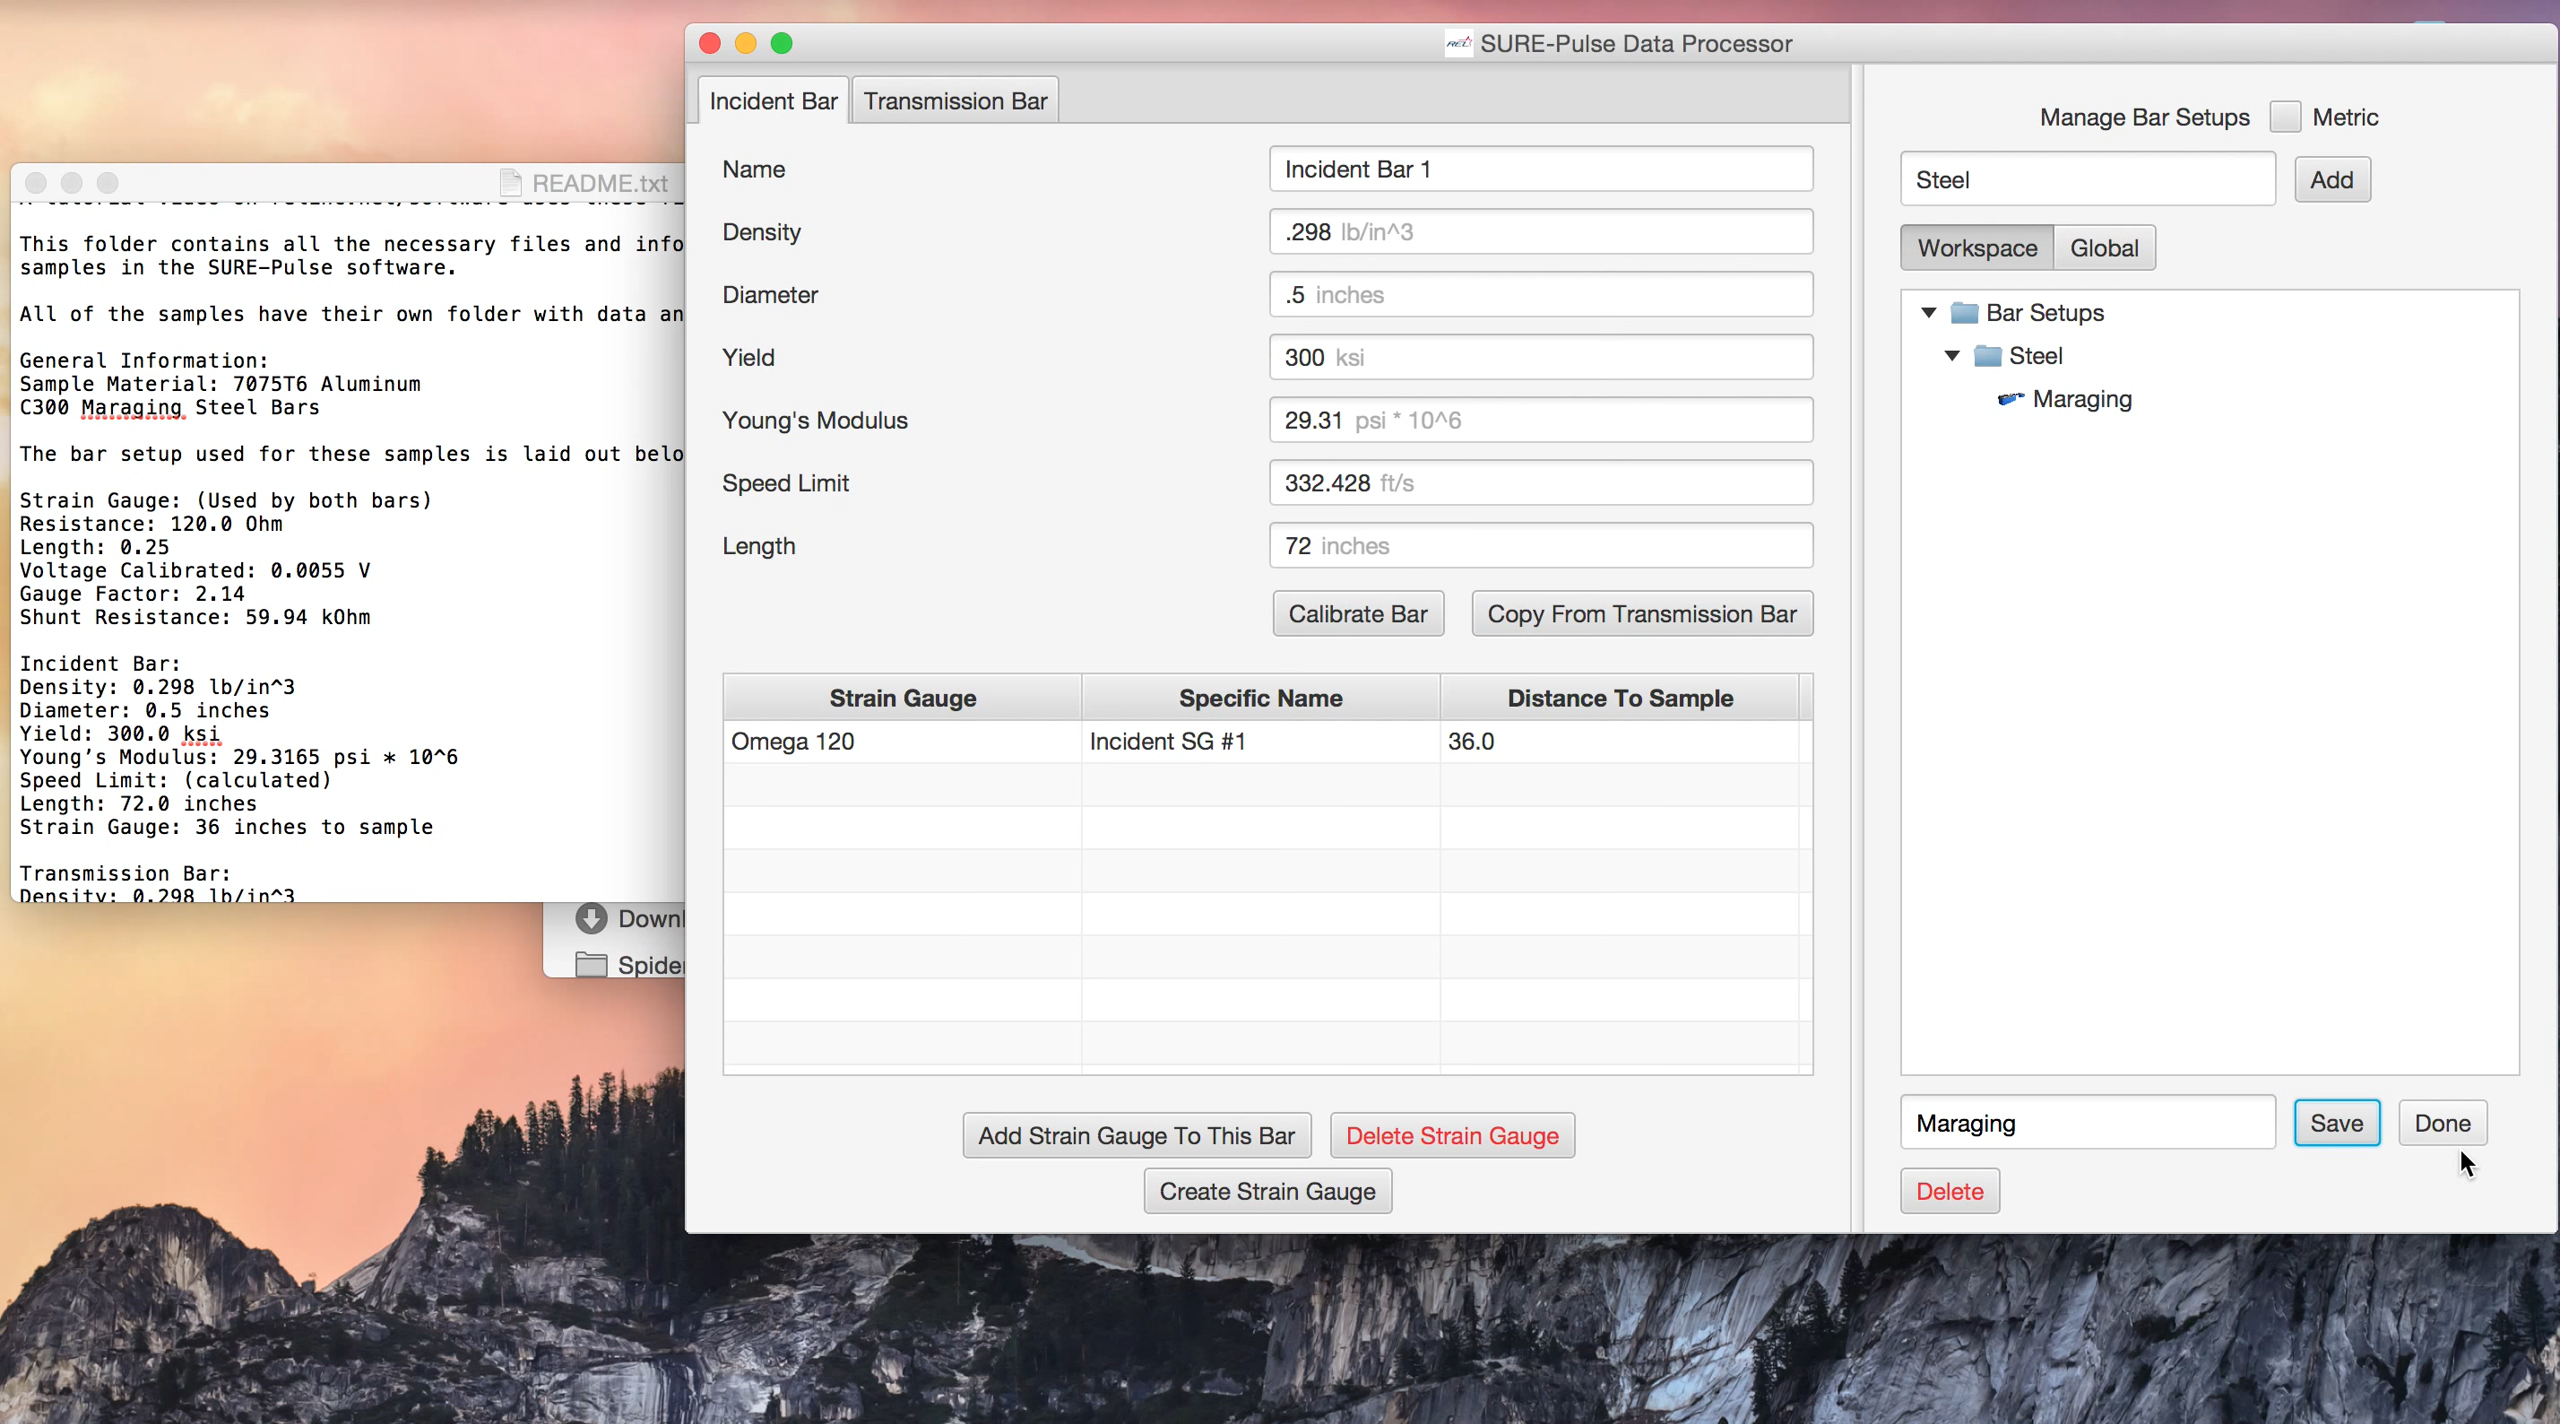 SURE-Pulse Data Processor
Incident Bar
Transmission Bar
Name
Incident Bar 1
Density
.298 lb/in^3
Diameter
.5 inches
Yield
300 ksi
Young's Modulus
29.31 psi * 10^6
Speed Limit
332.428 ft/s
Length
72 inches
Calibrate Bar
Copy From Transmission Bar
Strain Gauge
Specific Name
Distance To Sample
Omega 120
Incident SG #1
36.0
Add Strain Gauge To This Bar
Delete Strain Gauge
Create Strain Gauge
Manage Bar Setups
Metric
Steel
Add
Workspace
Global
Bar Setups
Steel
Maraging
Maraging
Save
Done
Delete
README.txt
This folder contains all the necessary files and info
samples in the SURE-Pulse software.
All of the samples have their own folder with data an
General Information:
Sample Material: 7075T6 Aluminum
C300 Maraging Steel Bars
The bar setup used for these samples is laid out belo
Strain Gauge: (Used by both bars)
Resistance: 120.0 Ohm
Length: 0.25
Voltage Calibrated: 0.0055 V
Gauge Factor: 2.14
Shunt Resistance: 59.94 kOhm
Incident Bar:
Density: 0.298 lb/in^3
Diameter: 0.5 inches
Yield: 300.0 ksi
Young’s Modulus: 29.3165 psi * 10^6
Speed Limit: (calculated)
Length: 72.0 inches
Strain Gauge: 36 inches to sample
Transmission Bar:
Density: 0.298 lb/in^3
Downl
Spider